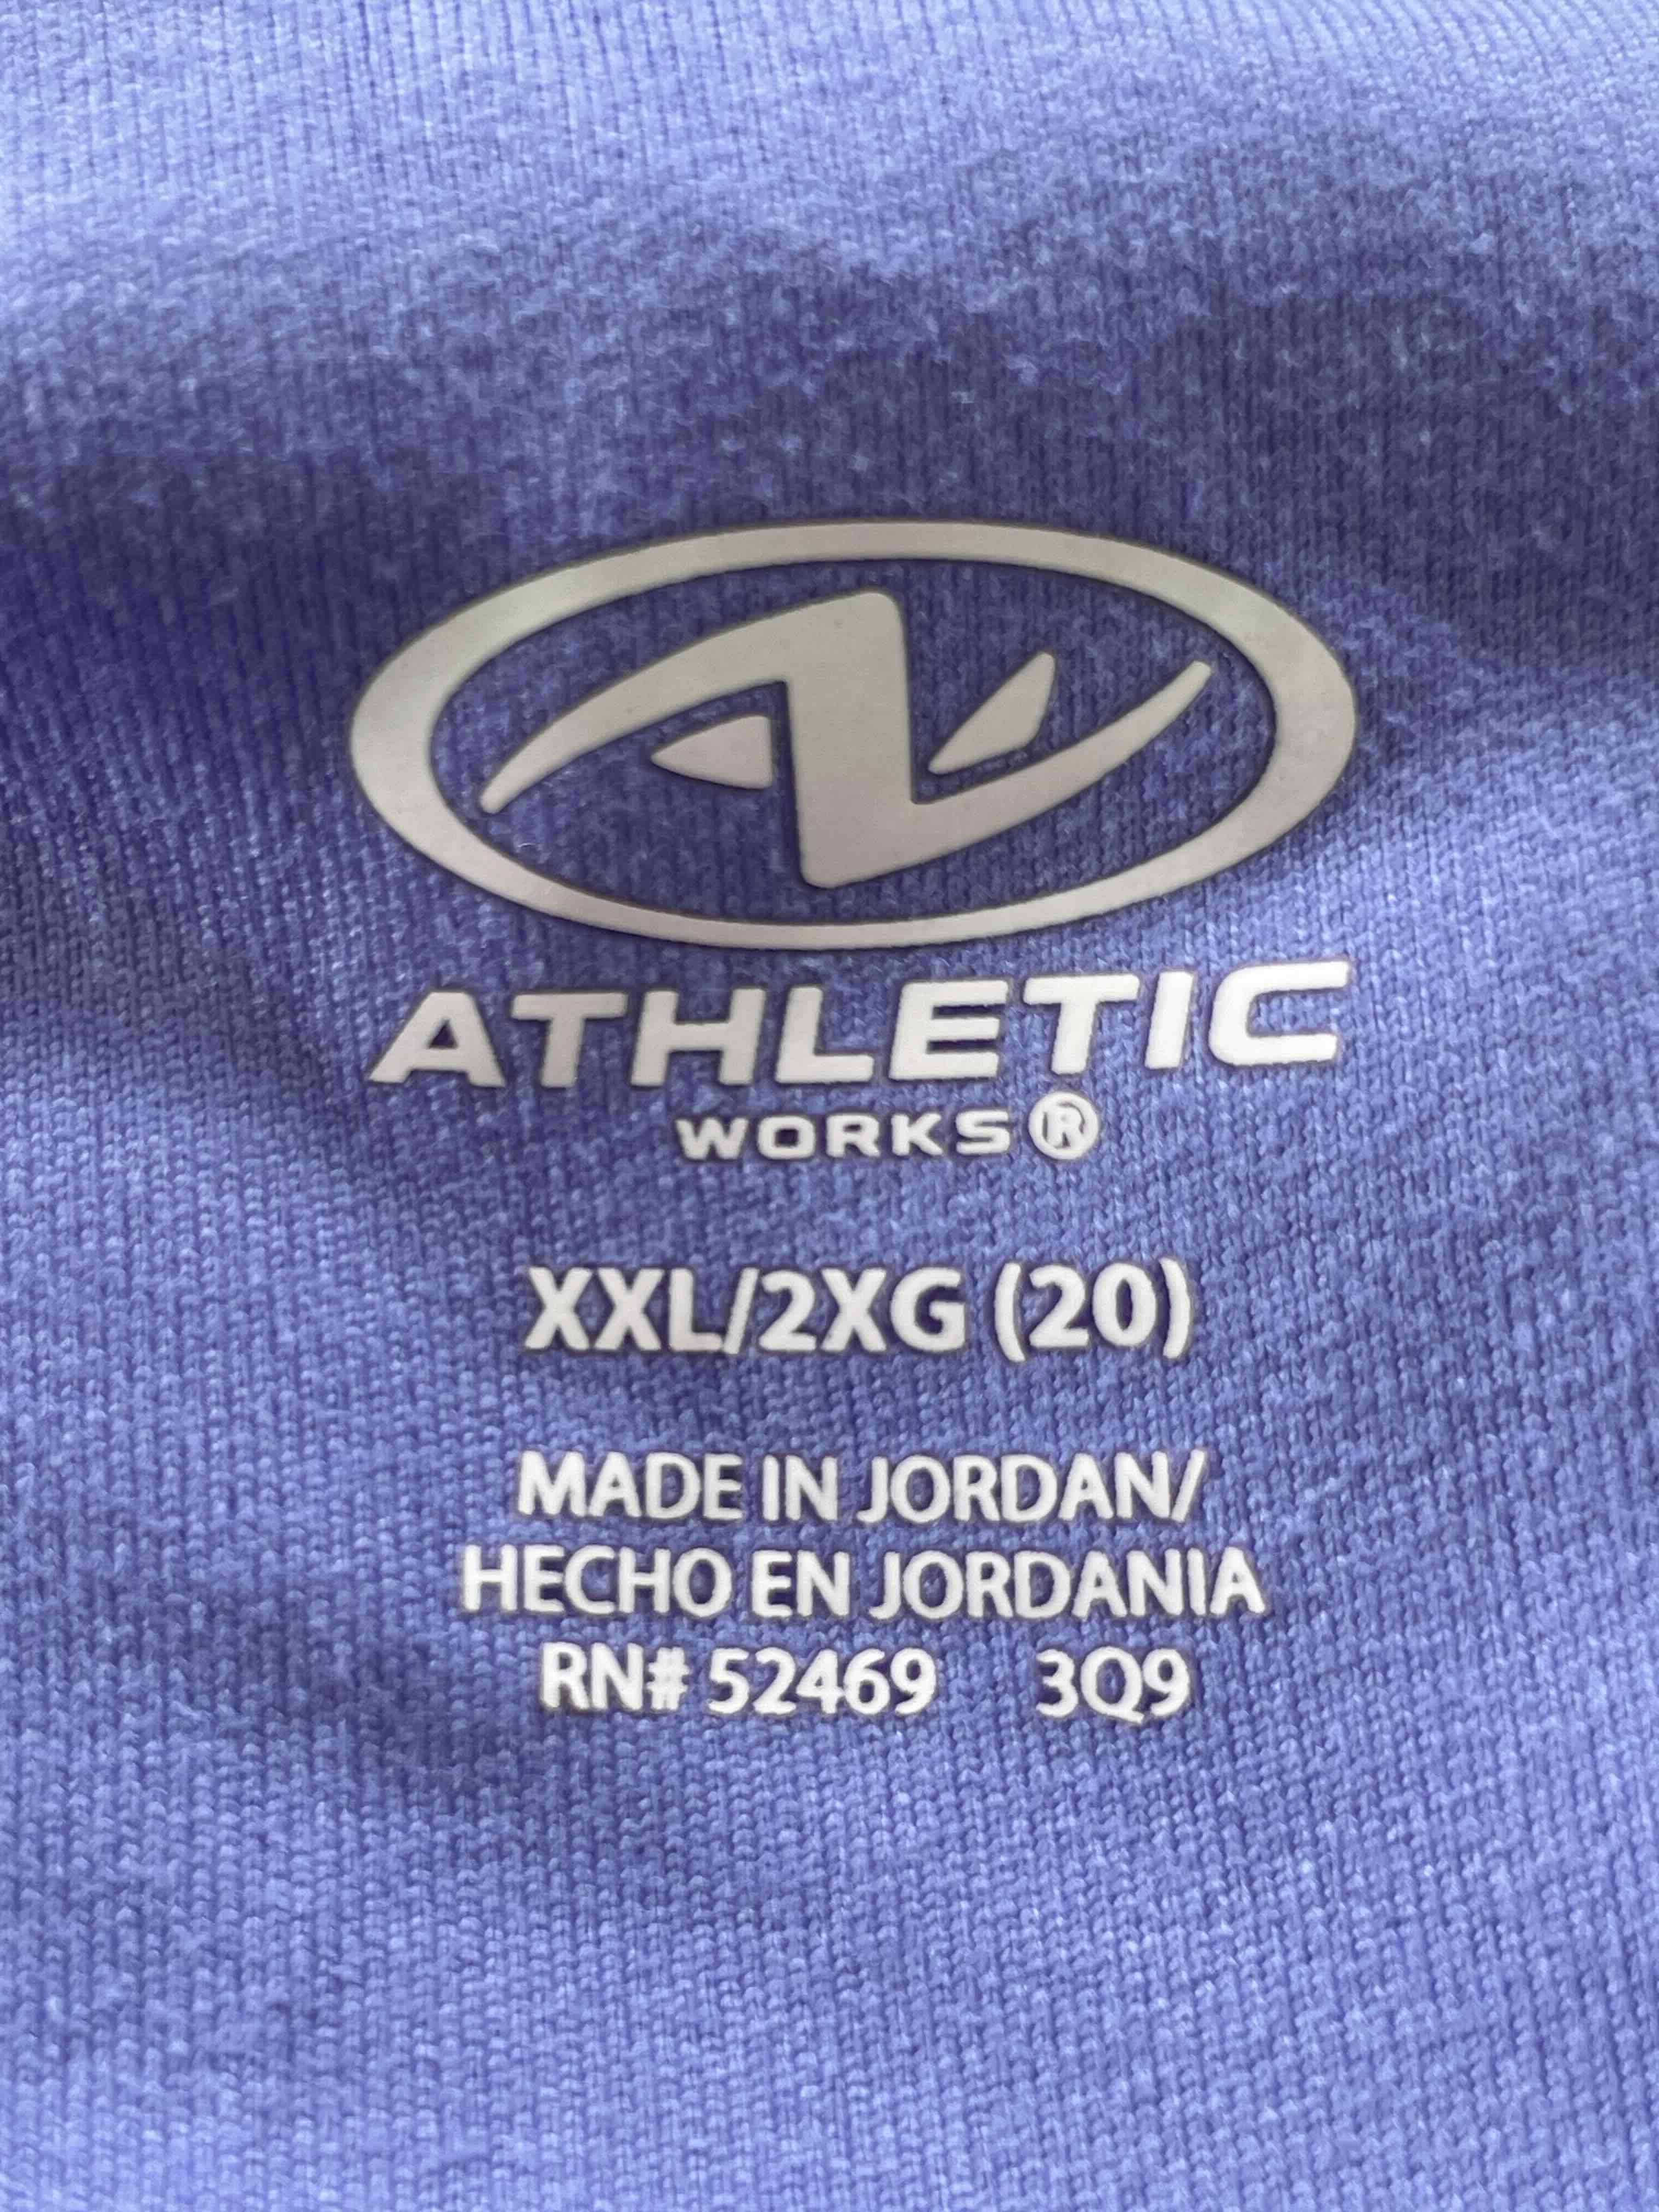 ATHLETIC
WORKS®
XXL/2XG (20)
MADE IN JORDAN/
HECHO EN JORDANIA
RN# 52469 3Q9